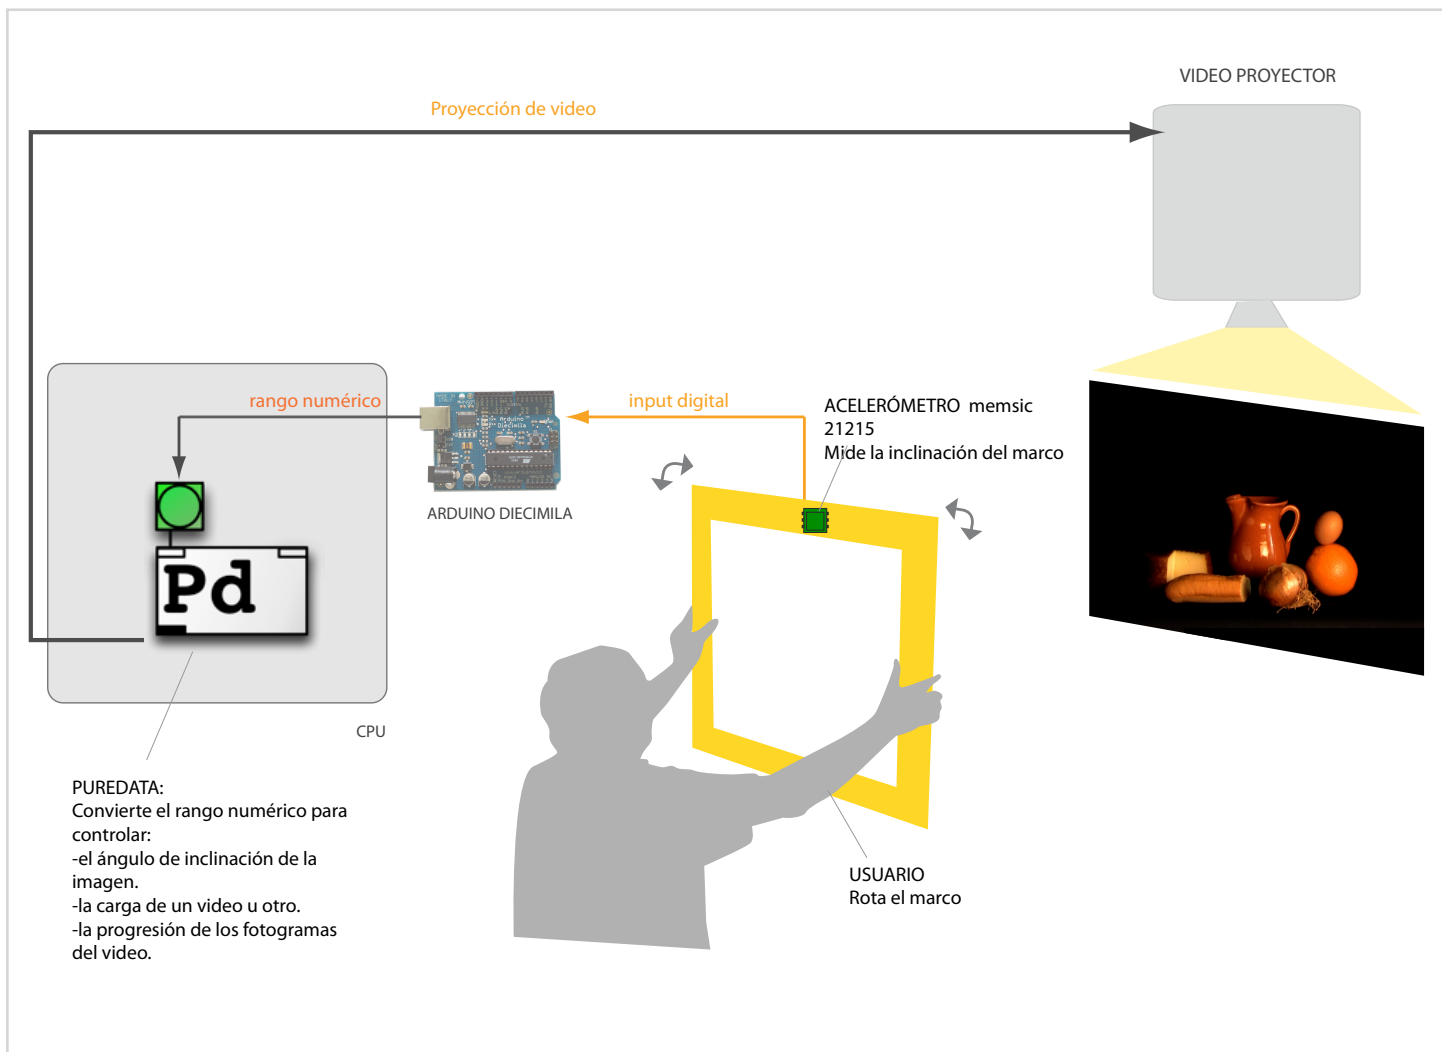 VIDEO PROYECTOR
Proyección de video
rango numérico
input digital
ACELERÓMETRO memsic
21215
Mide la inclinación del marco
Arduino
Diecimila
ARDUINO DIECIMILA
Pd
CPU
PUREDATA:
Convierte el rango numérico para
controlar:
-el ángulo de inclinación de la
imagen.
-la carga de un video u otro.
-la progresión de los fotogramas
del video.
USUARIO
Rota el marco